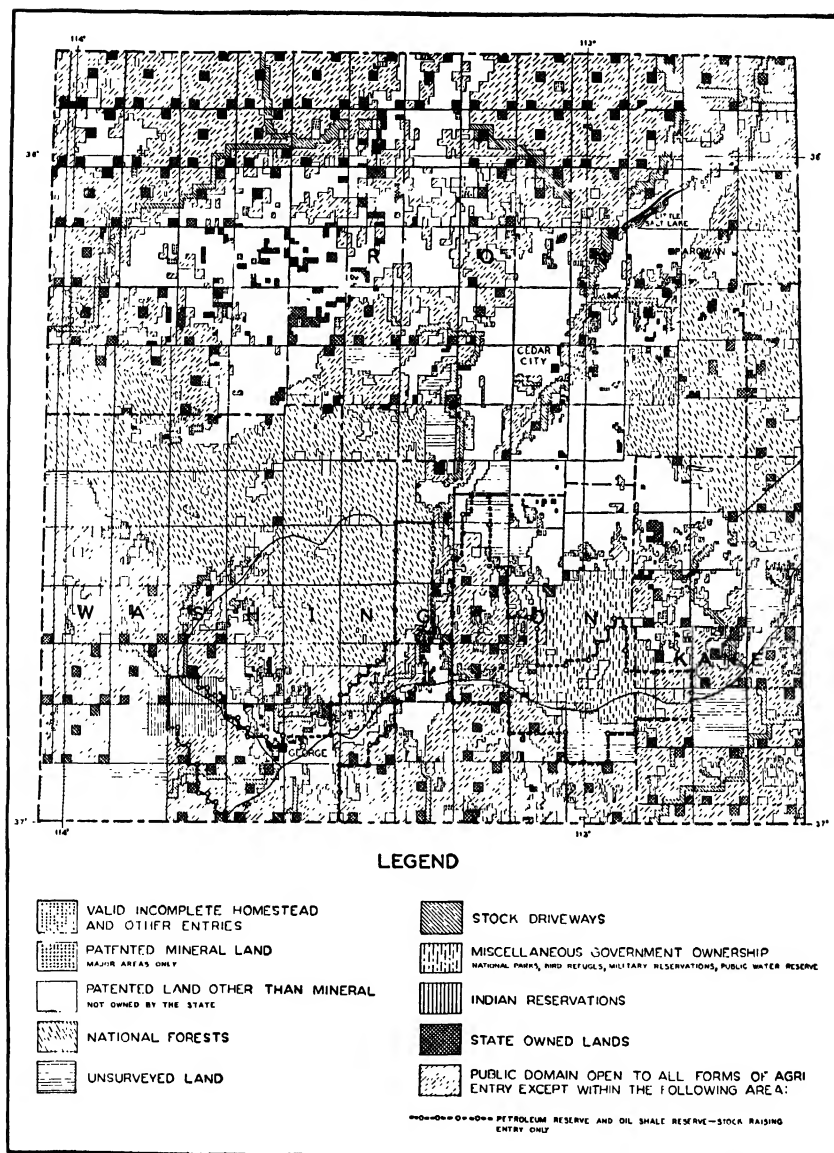 114°
113°
38°
38°
LITTLE
SALT LAKE
I R O N
PAROWAN
CEDAR
CITY
W A S H I N G T O N
KANE
ST. GEORGE
37°
37°
114°
113°
LEGEND
VALID INCOMPLETE HOMESTEAD
AND OTHER ENTRIES
PATENTED MINERAL LAND
MAJOR AREAS ONLY
PATENTED LAND OTHER THAN MINERAL
NOT OWNED BY THE STATE
NATIONAL FORESTS
UNSURVEYED LAND
STOCK DRIVEWAYS
MISCELLANEOUS GOVERNMENT OWNERSHIP
NATIONAL PARKS, BIRD REFUGES, MILITARY RESERVATIONS, PUBLIC WATER RESERVE
INDIAN RESERVATIONS
STATE OWNED LANDS
PUBLIC DOMAIN OPEN TO ALL FORMS OF AGRI
ENTRY EXCEPT WITHIN THE FOLLOWING AREA:
PETROLEUM RESERVE AND OIL SHALE RESERVE—STOCK RAISING
ENTRY ONLY